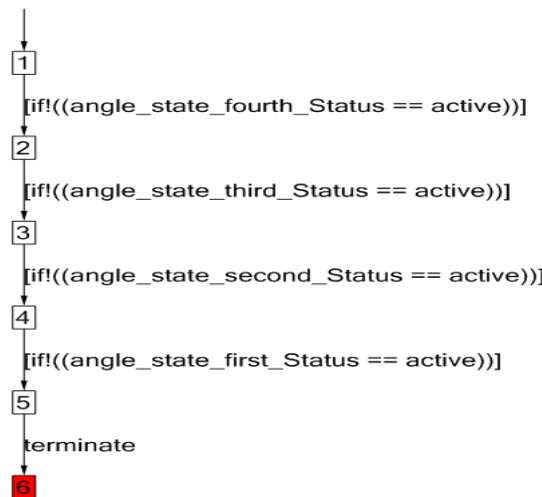 1
[if!((angle_state_fourth_Status == active))]
2
[if!((angle_state_third_Status == active))]
3
[if!((angle_state_second_Status == active))]
4
[if!((angle_state_first_Status == active))]
5
terminate
6